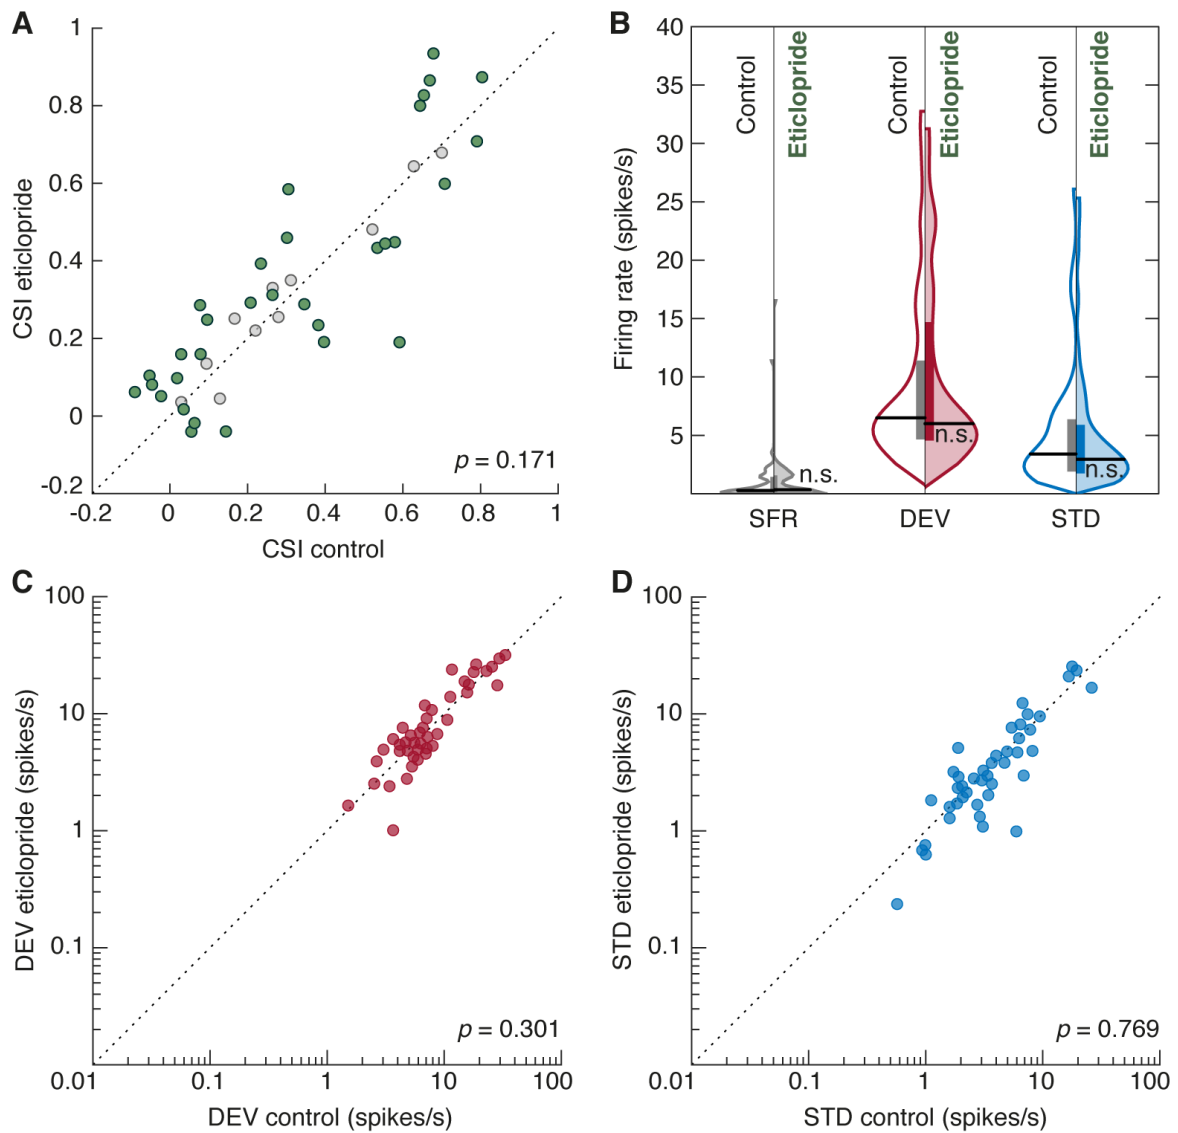 A
1
0.8
0.6
0.4
0.2
0
-0.2
CSI eticlopride
-0.2 0 0.2 0.4 0.6 0.8 1
CSI control
p = 0.171
B
40
35
30
25
20
15
10
5
Firing rate (spikes/s)
Control
Eticlopride
Control
Eticlopride
Control
Eticlopride
n.s.
n.s.
n.s.
SFR DEV STD
C
100
10
1
0.1
DEV eticlopride (spikes/s)
p = 0.301
0.01 0.1 1 10 100
DEV control (spikes/s)
D
100
10
1
0.1
STD eticlopride (spikes/s)
p = 0.769
0.01 0.1 1 10 100
STD control (spikes/s)